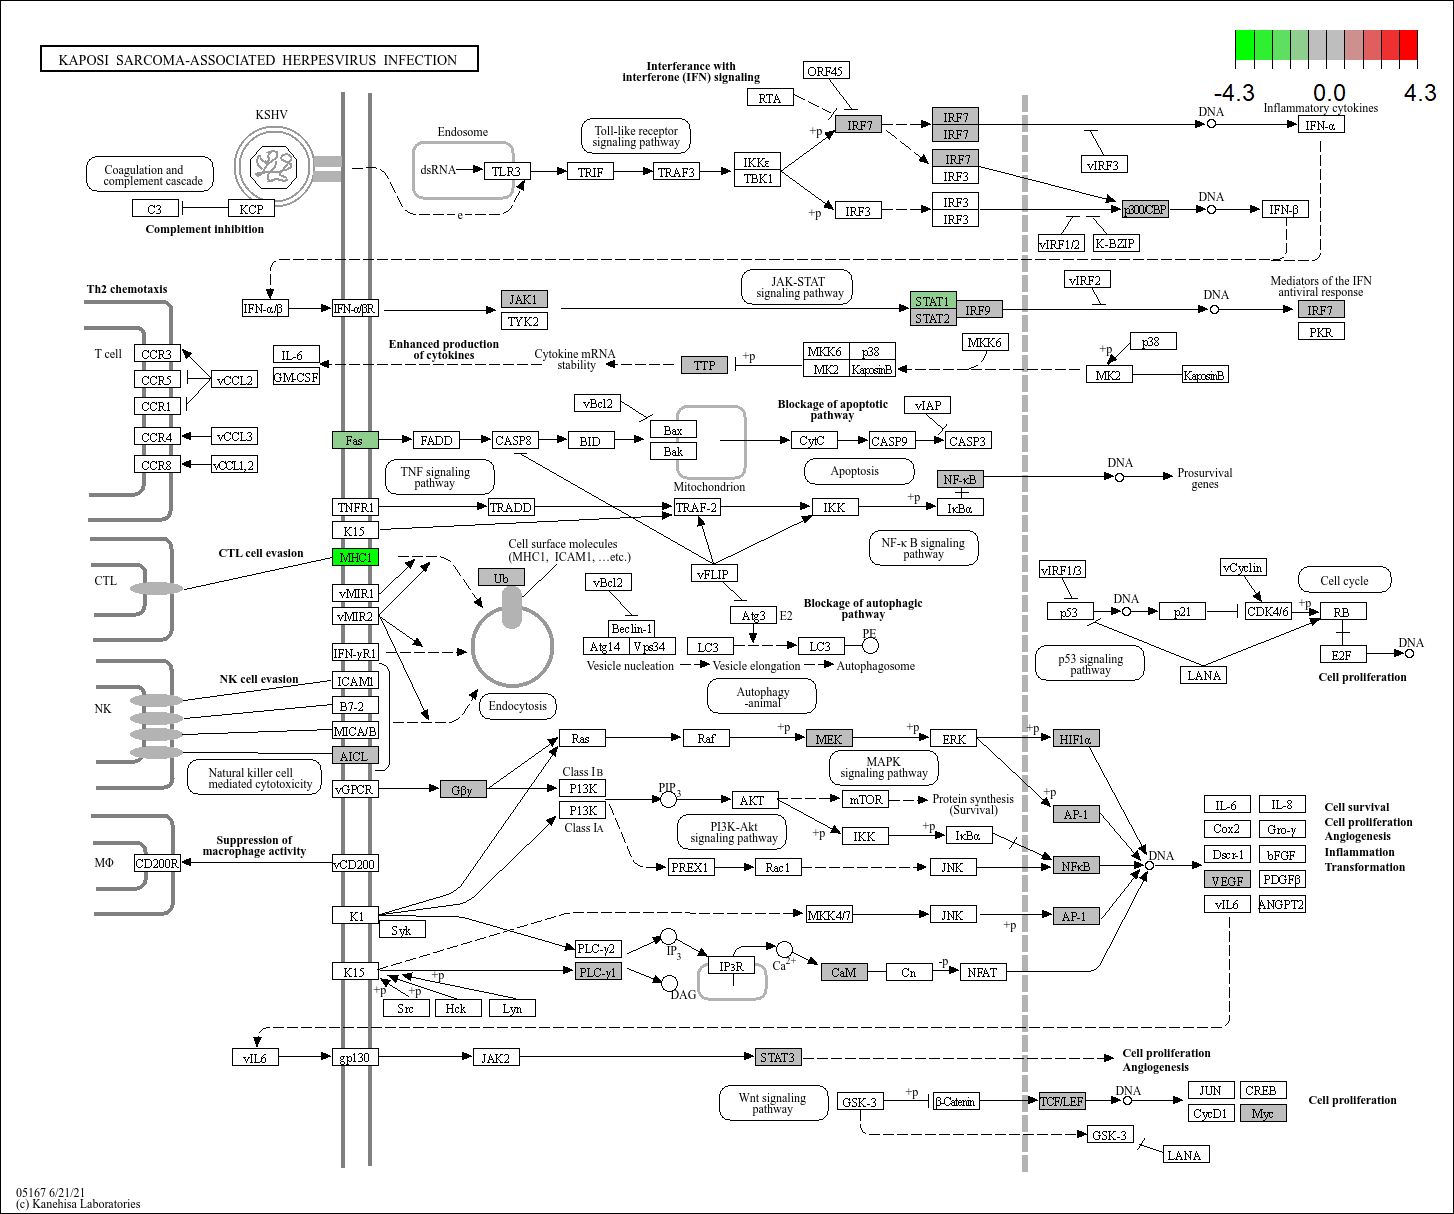 KAPOSI SARCOMA-ASSOCIATED HERPESVIRUS INFECTION
-4.3 0.0 4.3
Interferance with
interferone (IFN) signaling
ORF45
RTA
KSHV
Coagulation and
complement cascade
C3
KCP
Complement inhibition
Endosome
dsRNA
TLR3
e
Toll-like receptor
signaling pathway
TRIF
TRAF3
IKKε
TBK1
+p
IRF7
IRF7
IRF7
IRF7
IRF3
+p
IRF3
IRF3
IRF3
DNA
Inflammatory cytokines
IFN-α
vIRF3
p300/CBP
DNA
IFN-β
vIRF1/2
K-BZIP
Th2 chemotaxis
IFN-α/β
IFN-α/βR
JAK1
TYK2
JAK-STAT
signaling pathway
STAT1
STAT2
IRF9
vIRF2
DNA
Mediators of the IFN
antiviral response
IRF7
PKR
T cell
CCR3
CCR5
CCR1
CCR4
CCR8
vCCL2
vCCL3
vCCL1,2
IL-6
GM-CSF
Enhanced production
of cytokines
Cytokine mRNA
stability
TTP
+p
MKK6
p38
MK2
KaposinB
MKK6
+p
p38
MK2
KaposinB
Fas
FADD
CASP8
BID
vBcl2
Bax
Bak
Mitochondrion
Blockage of apoptotic
pathway
vIAP
CytC
CASP9
CASP3
TNF signaling
pathway
Apoptosis
NF-κB
DNA
Prosurvival
genes
TNFR1
TRADD
TRAF-2
IKK
+p
IκBα
K15
NF-κ B signaling
pathway
CTL cell evasion
MHC1
CTL
vMIR1
vMIR2
IFN-γR1
Cell surface molecules
(MHC1, ICAM1, ...etc.)
Ub
Endocytosis
vFLIP
vBcl2
Beclin-1
Atg14
Vps34
Atg3
E2
Blockage of autophagic
pathway
LC3
LC3
PE
Vesicle nucleation
Vesicle elongation
Autophagosome
Autophagy
-animal
vIRF1/3
p53
DNA
p21
vCyclin
CDK4/6
+p
Cell cycle
RB
E2F
DNA
p53 signaling
pathway
LANA
Cell proliferation
NK cell evasion
NK
ICAM1
B7-2
MICA/B
AICL
Natural killer cell
mediated cytotoxicity
vGPCR
Gβγ
Ras
Raf
+p
MEK
+p
ERK
+p
HIF1α
MAPK
signaling pathway
Class IB
P13K
P13K
Class IA
PIP3
AKT
mTOR
Protein synthesis
(Survival)
+p
AP-1
PI3K-Akt
signaling pathway
+p
IKK
+p
IκBα
PREX1
Rac1
JNK
NFκB
DNA
IL-6
IL-8
Cox2
Gro-γ
Dscr-1
bFGF
VEGF
PDGFβ
vIL6
ANGPT2
Cell survival
Cell proliferation
Angiogenesis
Inflammation
Transformation
Suppression of
macrophage activity
MΦ
CD200R
vCD200
K1
Syk
MKK4/7
JNK
+p
AP-1
PLC-γ2
K15
PLC-γ1
IP3
DAG
IP3R
Ca2+
CaM
Cn
-p
NFAT
+p
+p
+p
Src
Hck
Lyn
vIL6
gp130
JAK2
STAT3
Cell proliferation
Angiogenesis
Wnt signaling
pathway
GSK-3
+p
β-Catenin
TCF/LEF
DNA
JUN
CREB
CycD1
Myc
Cell proliferation
GSK-3
LANA
05167 6/21/21
(c) Kanehisa Laboratories